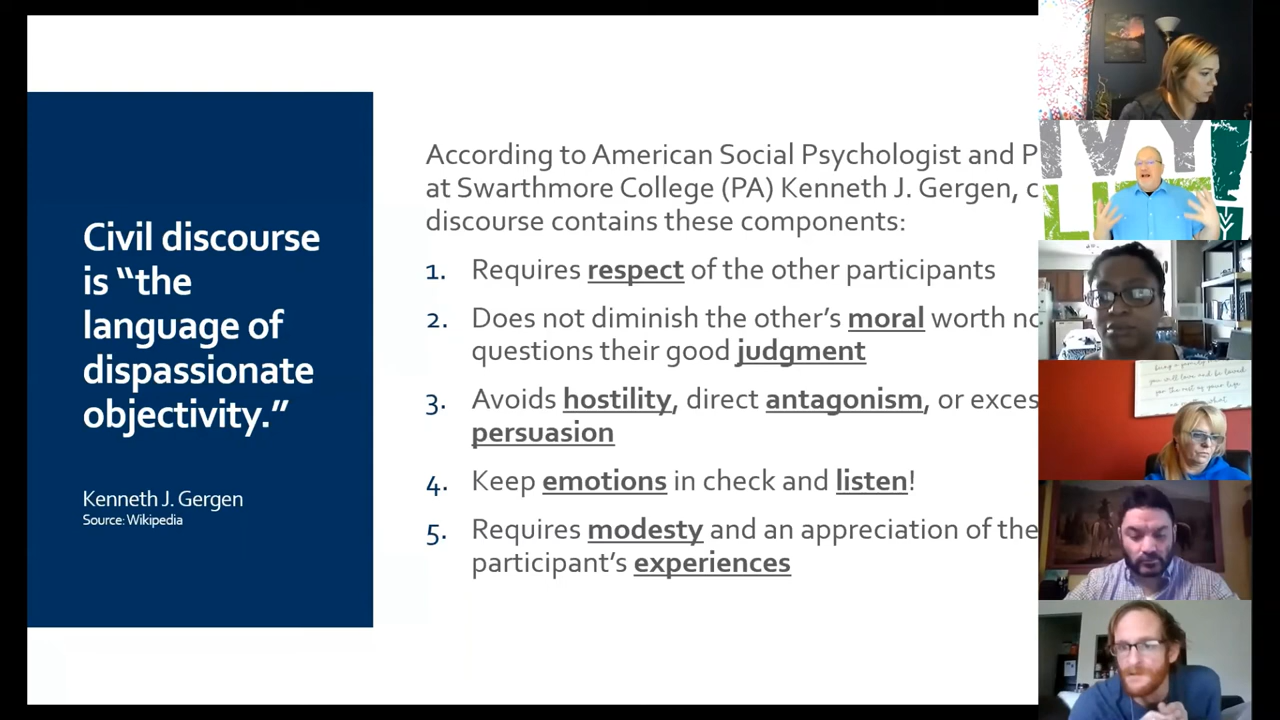 Civil discourse
is “the
language of
dispassionate
objectivity.”
Kenneth J. Gergen
Source: Wikipedia
According to American Social Psychologist and P
at Swarthmore College (PA) Kenneth J. Gergen, c
discourse contains these components:
1. Requires respect of the other participants
2. Does not diminish the other’s moral worth no
questions their good judgment
3. Avoids hostility, direct antagonism, or exces
persuasion
4. Keep emotions in check and listen!
5. Requires modesty and an appreciation of the
participant’s experiences
IVY